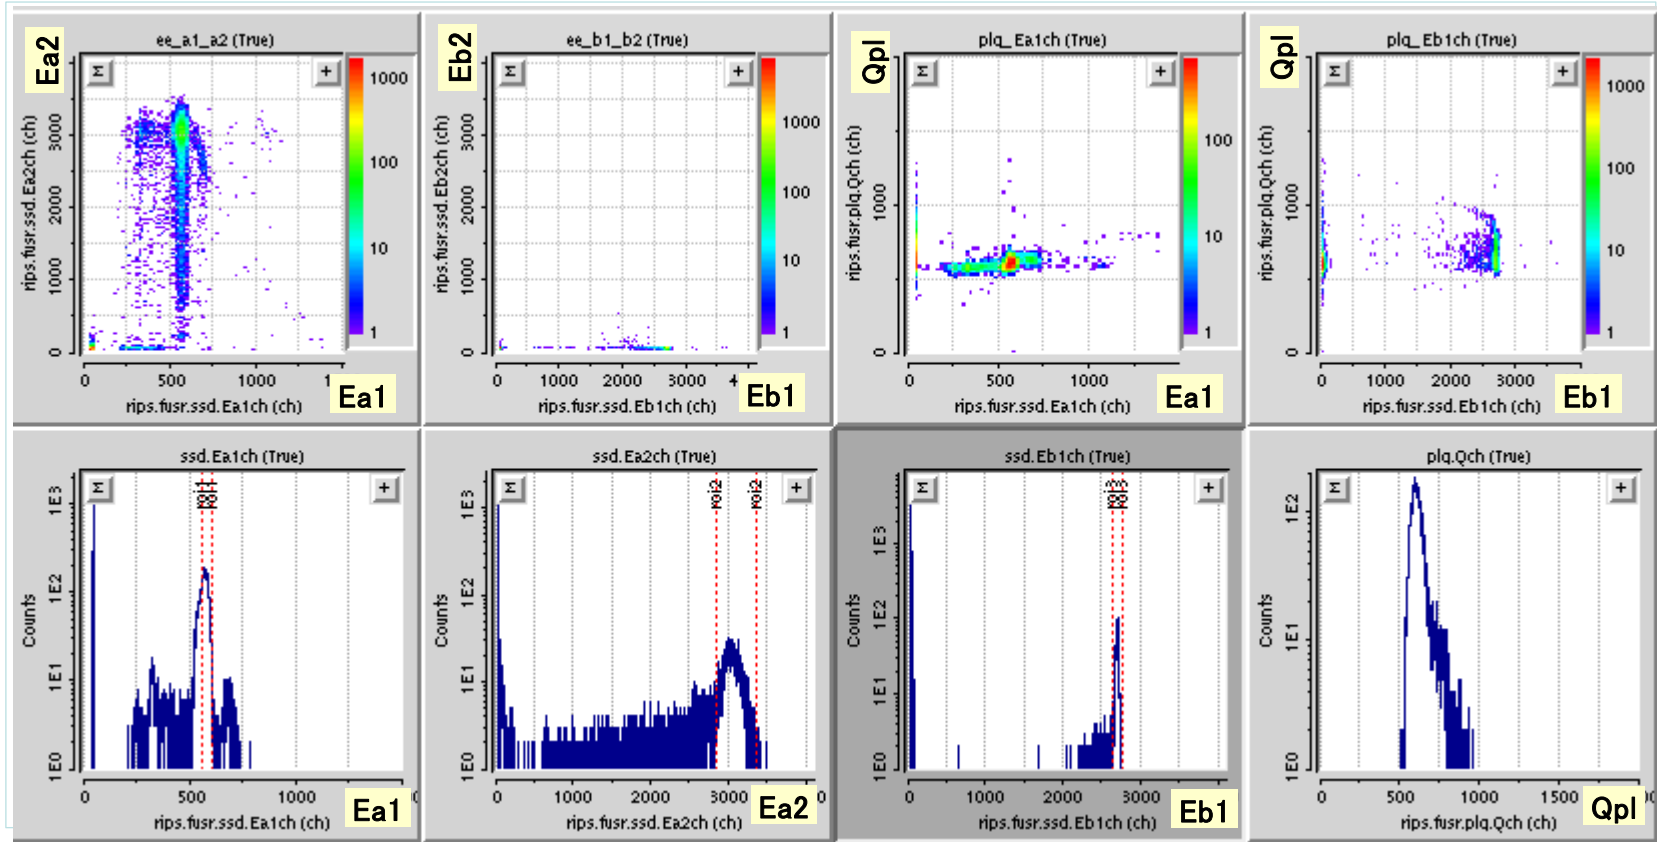 Ea2
ee_a1_a2 (True)
Σ
+
rips.fusr.ssd.Ea2ch (ch)
0
1000
2000
3000
1000
100
10
1
0
500
1000
Ea1
rips.fusr.ssd.Ea1ch (ch)
Eb2
ee_b1_b2 (True)
Σ
+
rips.fusr.ssd.Eb2ch (ch)
0
1000
2000
3000
1000
100
10
1
0
1000
2000
3000
Eb1
rips.fusr.ssd.Eb1ch (ch)
Qpl
plq_Ea1ch (True)
Σ
+
rips.fusr.plq.Qch (ch)
0
1000
100
10
1
0
500
1000
Ea1
rips.fusr.ssd.Ea1ch (ch)
Qpl
plq_Eb1ch (True)
Σ
+
rips.fusr.plq.Qch (ch)
0
1000
1000
100
10
1
0
1000
2000
3000
Eb1
rips.fusr.ssd.Eb1ch (ch)
ssd.Ea1ch (True)
Σ
+
Counts
1E0
1E1
1E2
1E3
0
500
1000
Ea1
rips.fusr.ssd.Ea1ch (ch)
ssd.Ea2ch (True)
Σ
roi2
roi2
+
Counts
1E0
1E1
1E2
1E3
0
1000
2000
3000
Ea2
rips.fusr.ssd.Ea2ch (ch)
ssd.Eb1ch (True)
Σ
roi3
roi3
+
Counts
1E0
1E1
1E2
1E3
0
1000
2000
3000
Eb1
rips.fusr.ssd.Eb1ch (ch)
plq.Qch (True)
Σ
+
Counts
1E0
1E1
1E2
0
500
1000
1500
Qpl
rips.fusr.plq.Qch (ch)